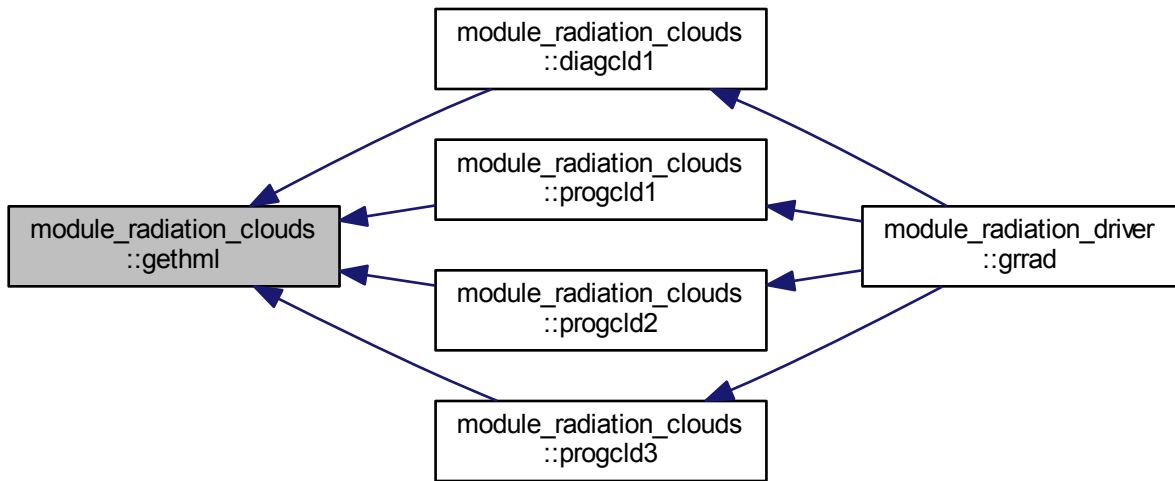 module_radiation_clouds
::diagcld1
module_radiation_clouds
::progcld1
module_radiation_clouds
::gethml
module_radiation_driver
::grrad
module_radiation_clouds
::progcld2
module_radiation_clouds
::progcld3